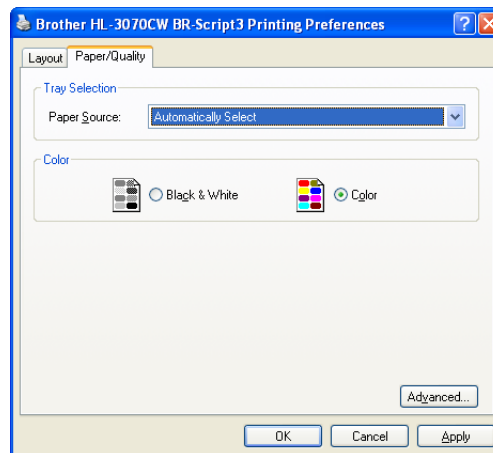 Brother HL-3070CW BR-Script3 Printing Preferences
Layout Paper/Quality
Tray Selection
Paper Source: Automatically Select
Color
Black & White Color
Advanced...
OK Cancel Apply